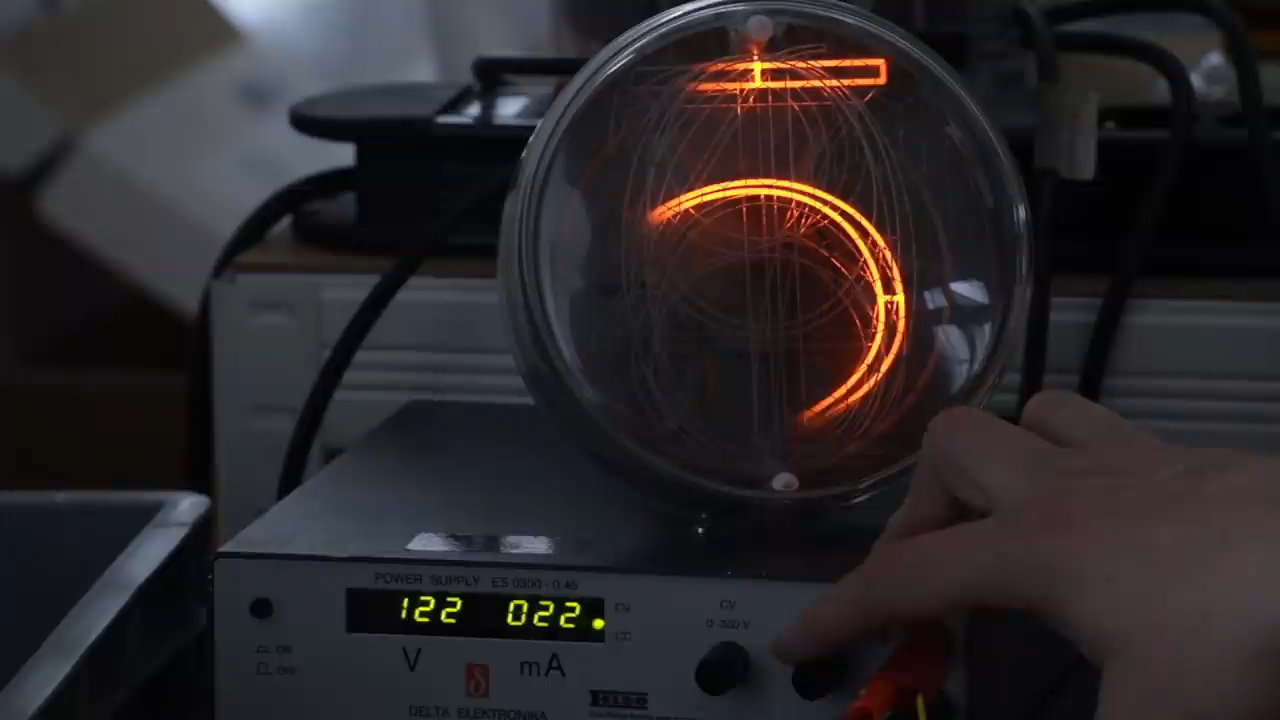 POWER SUPPLY ES 0300-0.45
122 022.
CV
CC
CV
0-300 V
V mA
δ
DELTA ELEKTRONIKA